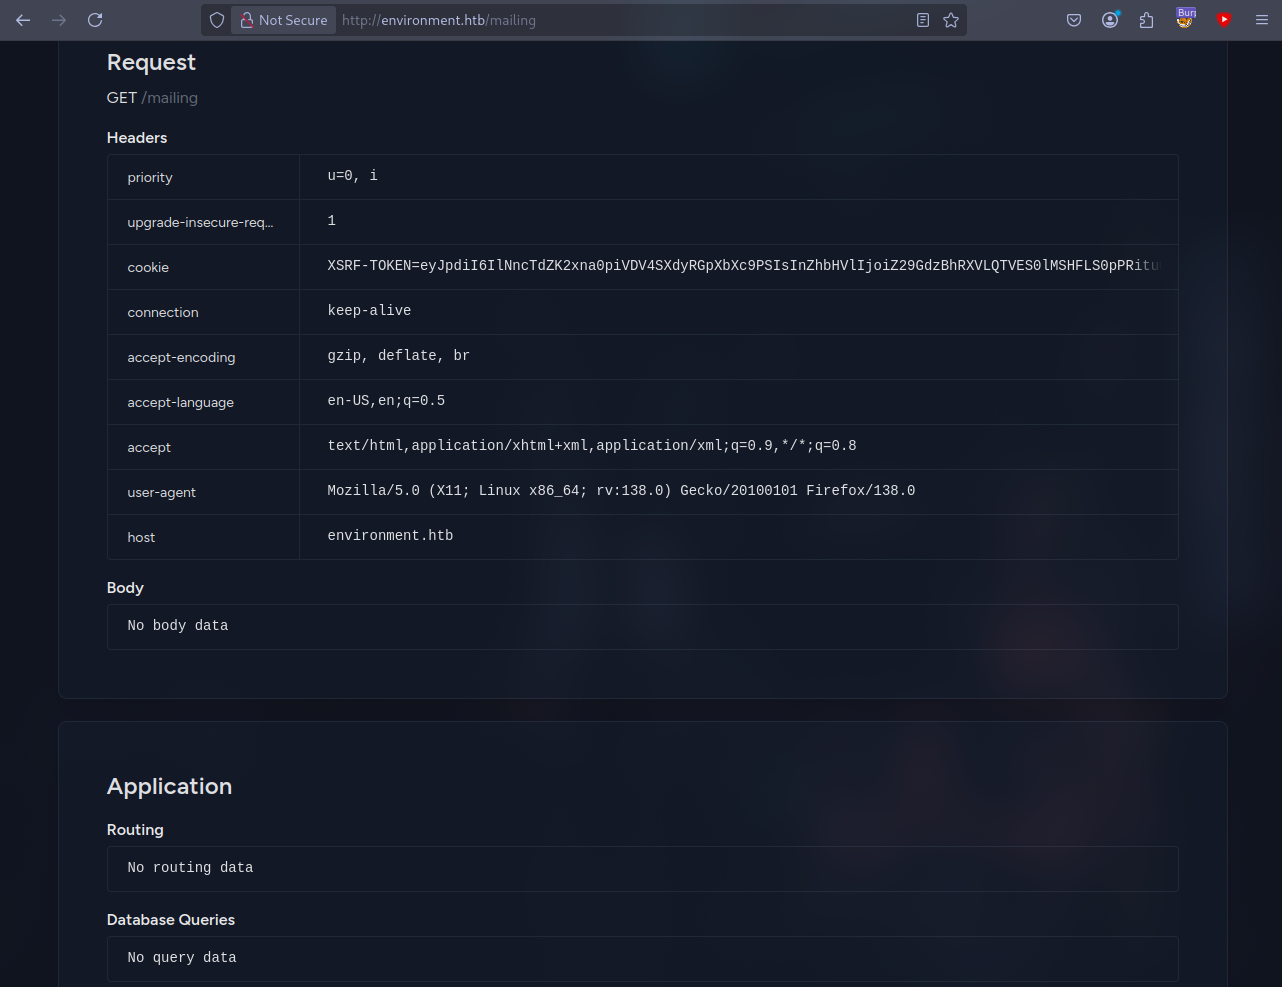 Not Secure http://environment.htb/mailing
Request
GET /mailing
Headers
priority u=0, i
upgrade-insecure-req... 1
cookie XSRF-TOKEN=eyJpdiI6IlNncTdZK2xna0piVDV4SXdyRGpXbXc9PSIsInZhbHVlIjoiZ29GdzBhRXVLQTVES0lMSHFLS0pPRitu
connection keep-alive
accept-encoding gzip, deflate, br
accept-language en-US,en;q=0.5
accept text/html,application/xhtml+xml,application/xml;q=0.9,*/*;q=0.8
user-agent Mozilla/5.0 (X11; Linux x86_64; rv:138.0) Gecko/20100101 Firefox/138.0
host environment.htb
Body
No body data
Application
Routing
No routing data
Database Queries
No query data